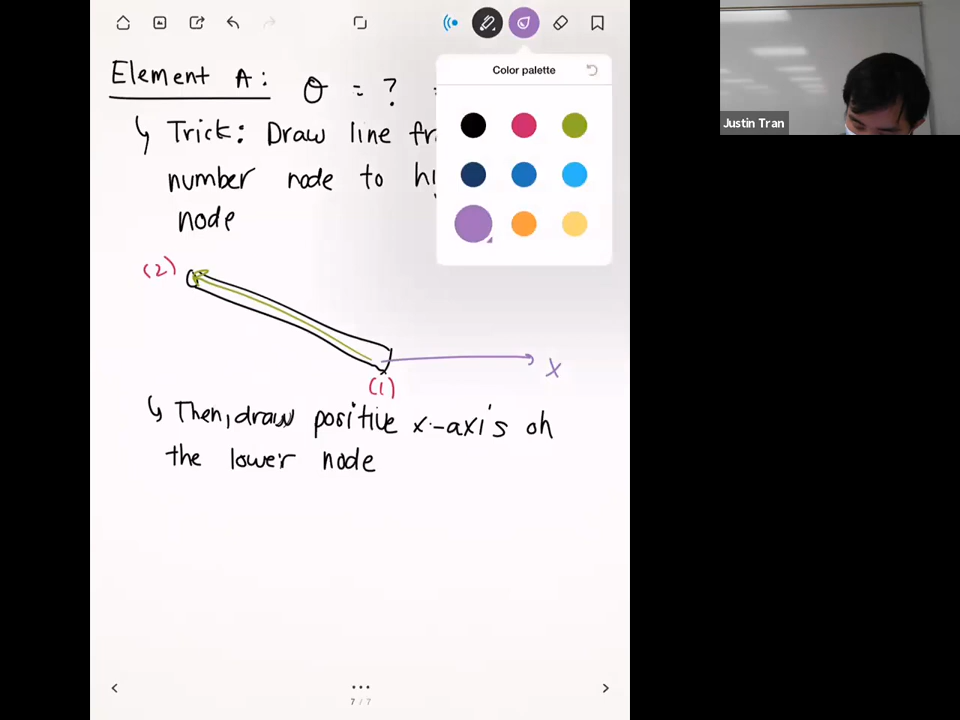 Color palette
Element A: θ = ?
↳ Trick: Draw line
number node to
node
(2)
x
(1)
↳ Then, draw positive x-axis on
the lower node
7 / 7
Justin Tran